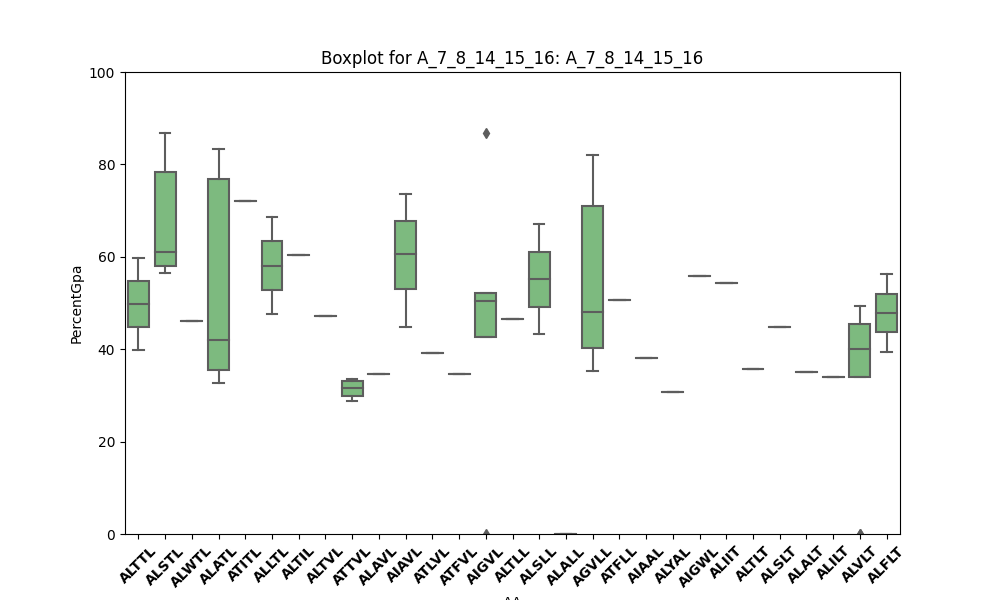 Boxplot for A_7_8_14_15_16: A_7_8_14_15_16
PercentGpa
100
80
60
40
20
0
ALTTL
ALSTL
ALWTL
ALATL
ATITL
ALLTL
ALTIL
ALTVL
ATTVL
ALAVL
AIAVL
ATLVL
ATFVL
AIGVL
ALTLL
ALSLL
ALALL
AGVLL
ATFLL
AIAAL
ALYAL
AIGWL
ALIIT
ALTLT
ALSLT
ALALT
ALILT
ALVLT
ALFLT